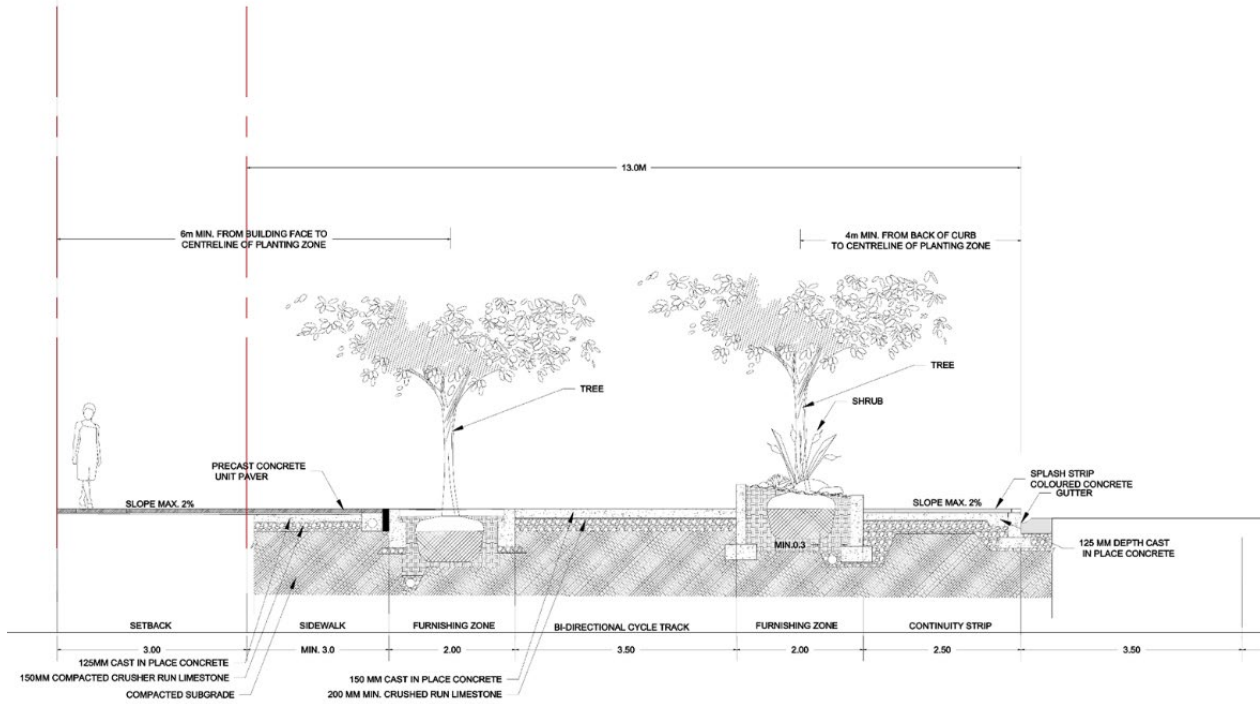 13.0M
6m MIN. FROM BUILDING FACE TO
CENTRELINE OF PLANTING ZONE
4m MIN. FROM BACK OF CURB
TO CENTRELINE OF PLANTING ZONE
TREE
TREE
SHRUB
PRECAST CONCRETE
UNIT PAVER
SPLASH STRIP
COLOURED CONCRETE
GUTTER
SLOPE MAX. 2%
SLOPE MAX. 2%
MIN.0.3
125 MM DEPTH CAST
IN PLACE CONCRETE
SETBACK
SIDEWALK
FURNISHING ZONE
BI-DIRECTIONAL CYCLE TRACK
FURNISHING ZONE
CONTINUITY STRIP
3.00
MIN. 3.0
2.00
3.50
2.00
2.50
3.50
125MM CAST IN PLACE CONCRETE
150MM COMPACTED CRUSHER RUN LIMESTONE
COMPACTED SUBGRADE
150 MM CAST IN PLACE CONCRETE
200 MM MIN. CRUSHED RUN LIMESTONE